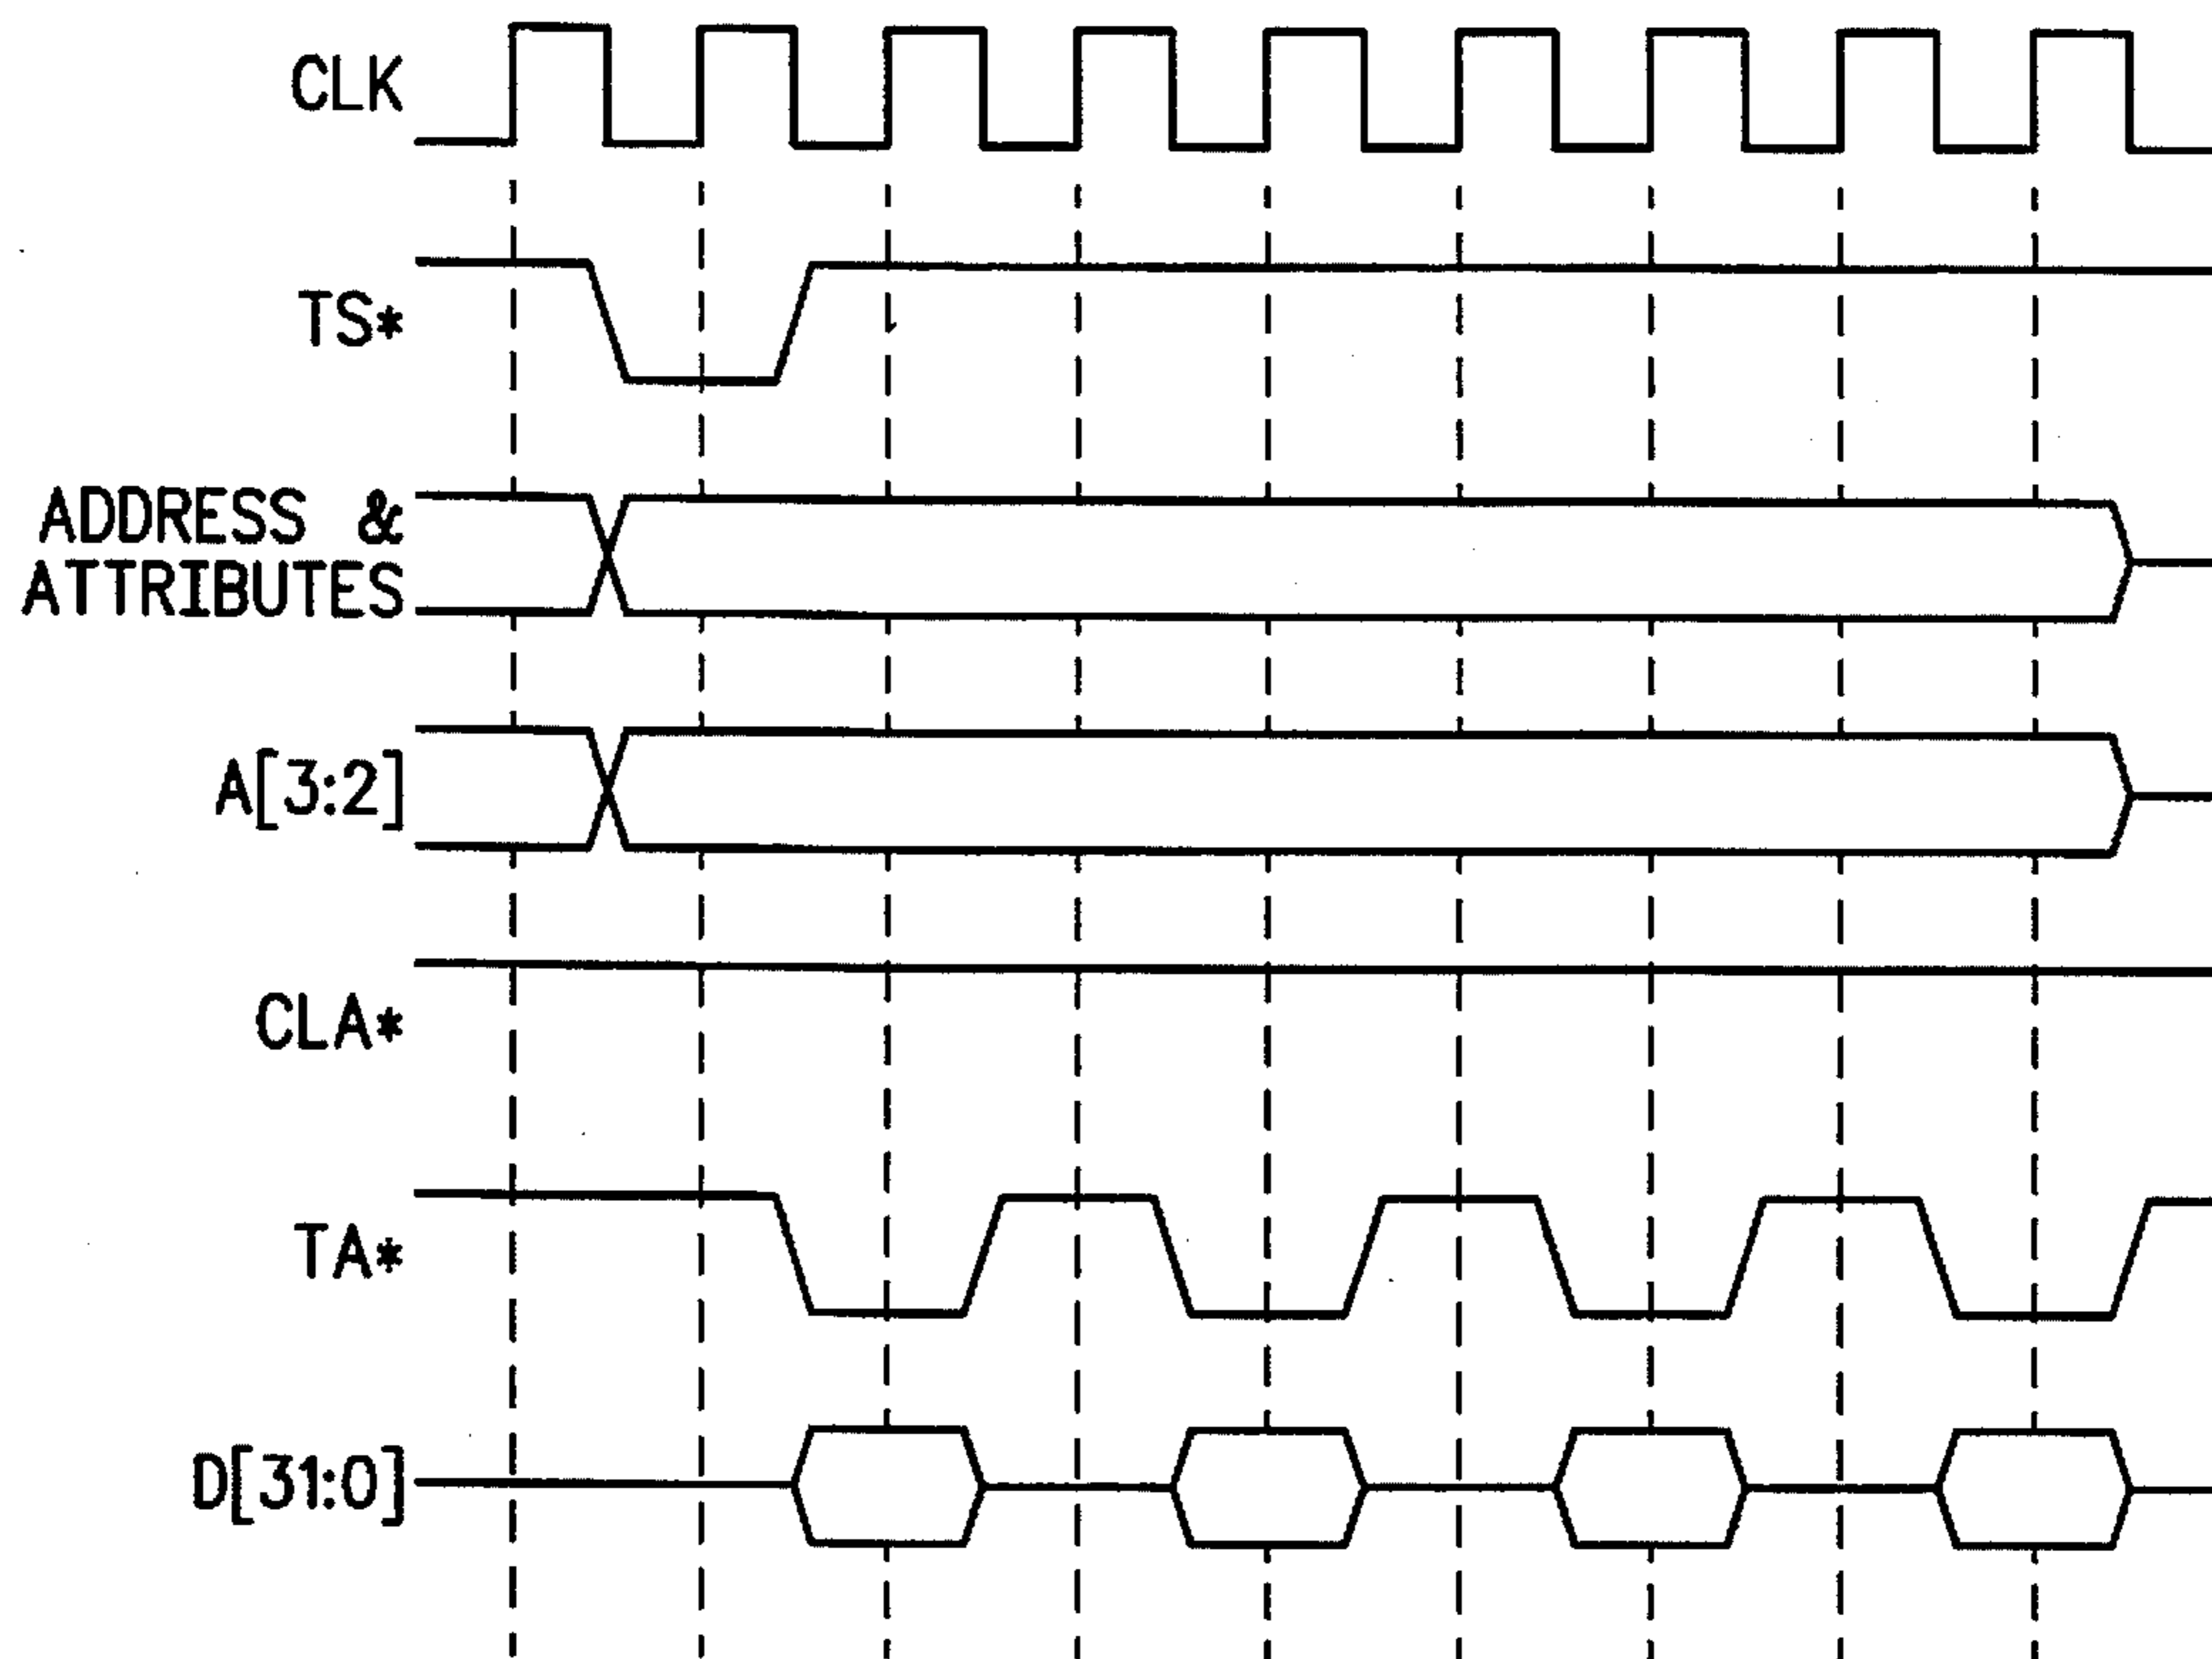 CLK
TS*
ADDRESS &
ATTRIBUTES
A[3:2]
CLA*
TA*
D[31:0]